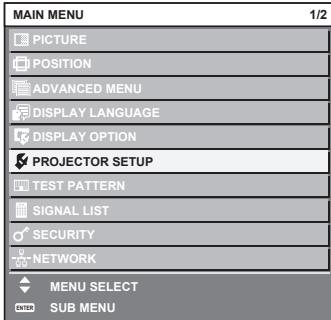 MAIN MENU 1/2
PICTURE
POSITION
ADVANCED MENU
DISPLAY LANGUAGE
DISPLAY OPTION
PROJECTOR SETUP
TEST PATTERN
SIGNAL LIST
SECURITY
NETWORK
MENU SELECT
ENTER SUB MENU